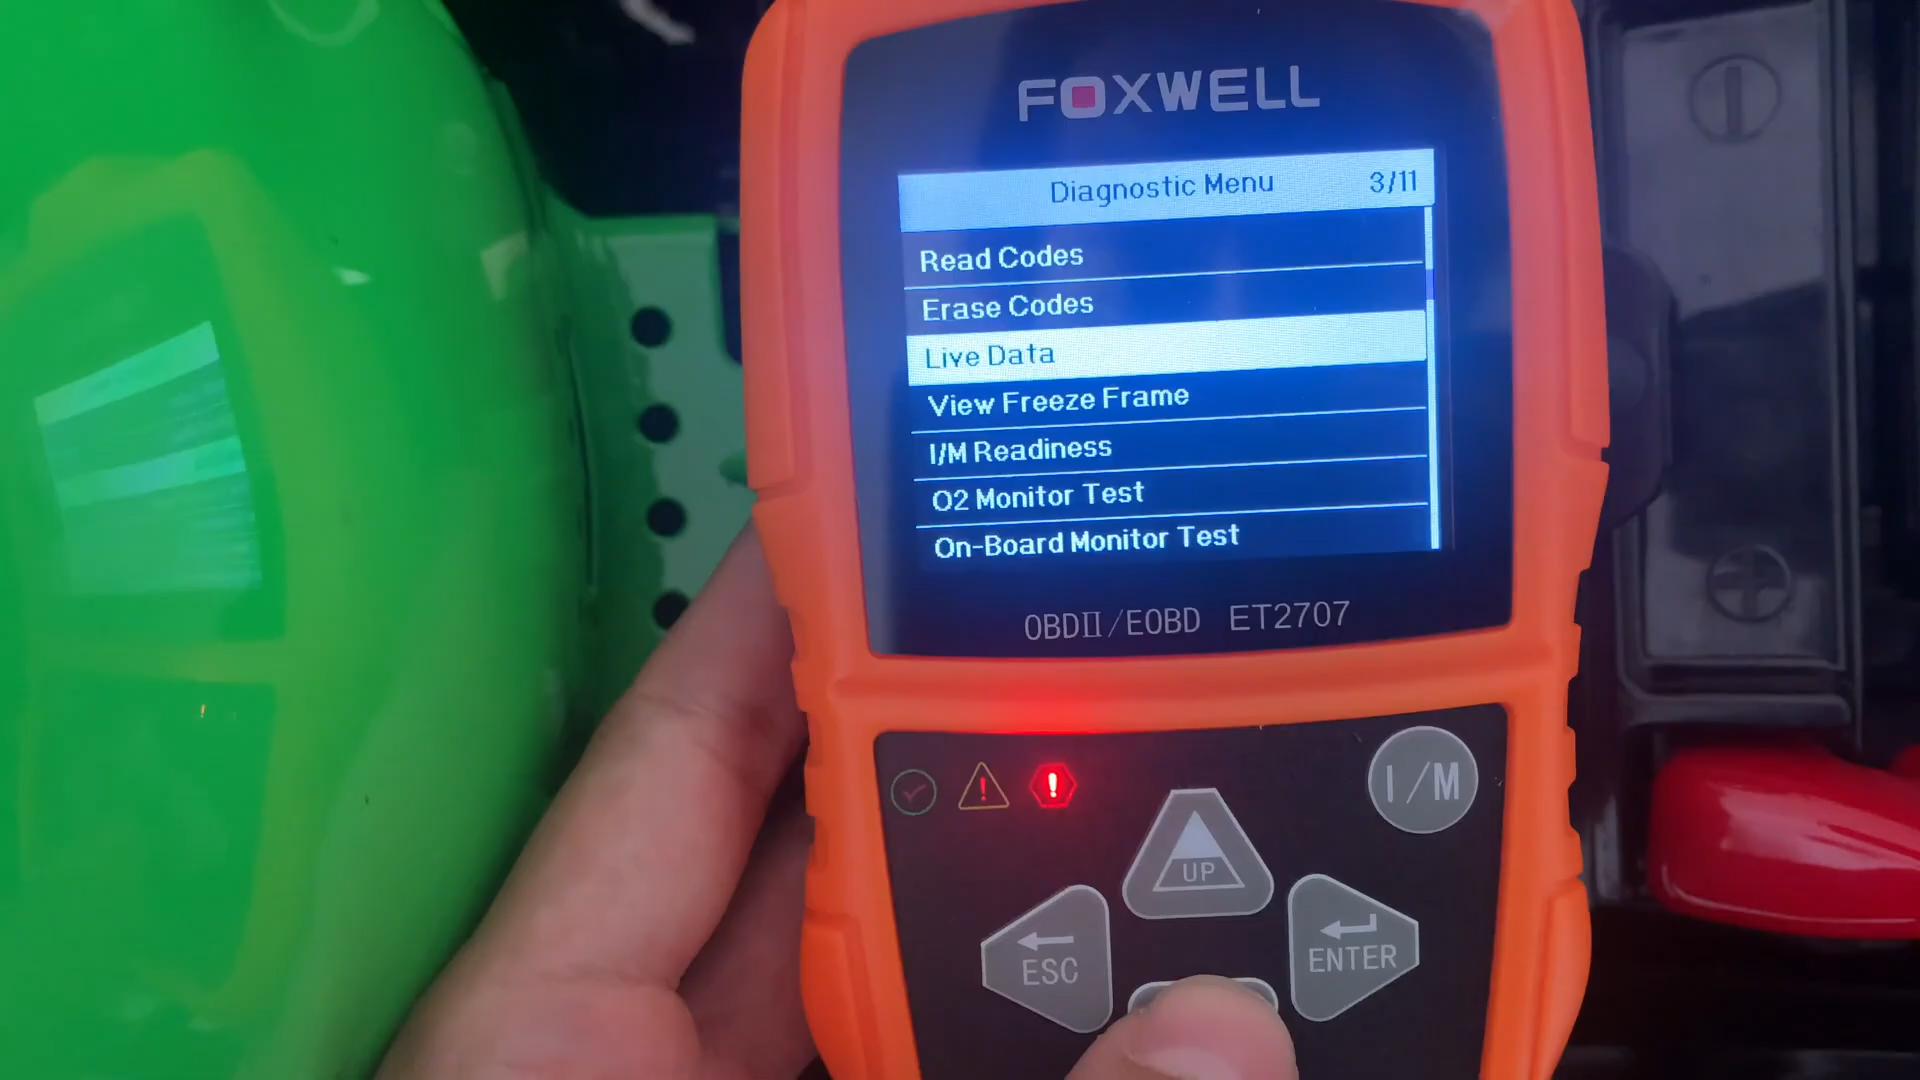 FOXWELL
Diagnostic Menu 3/11
Read Codes
Erase Codes
Live Data
View Freeze Frame
I/M Readiness
O2 Monitor Test
On-Board Monitor Test
OBDII/EOBD ET2707
I/M
UP
ESC
ENTER